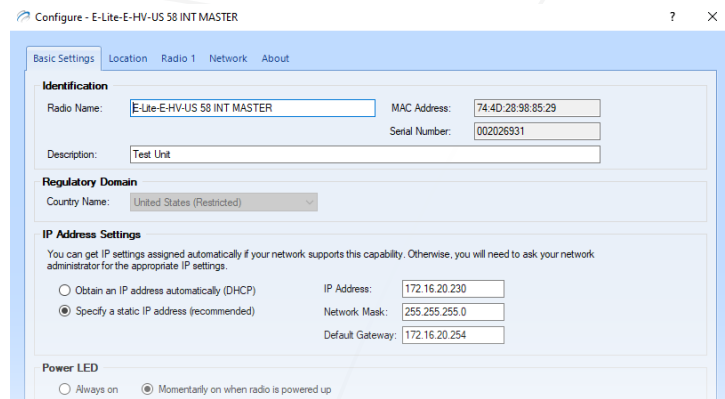 Configure - E-Lite-E-HV-US 58 INT MASTER ? ×
Basic Settings Location Radio 1 Network About
Identification
Radio Name: E-Lite-E-HV-US 58 INT MASTER MAC Address: 74:4D:28:98:85:29
Serial Number: 002026931
Description: Test Unit
Regulatory Domain
Country Name: United States (Restricted)
IP Address Settings
You can get IP settings assigned automatically if your network supports this capability. Otherwise, you will need to ask your network
administrator for the appropriate IP settings.
Obtain an IP address automatically (DHCP) IP Address: 172.16.20.230
Specify a static IP address (recommended) Network Mask: 255.255.255.0
Default Gateway: 172.16.20.254
Power LED
Always on Momentarily on when radio is powered up